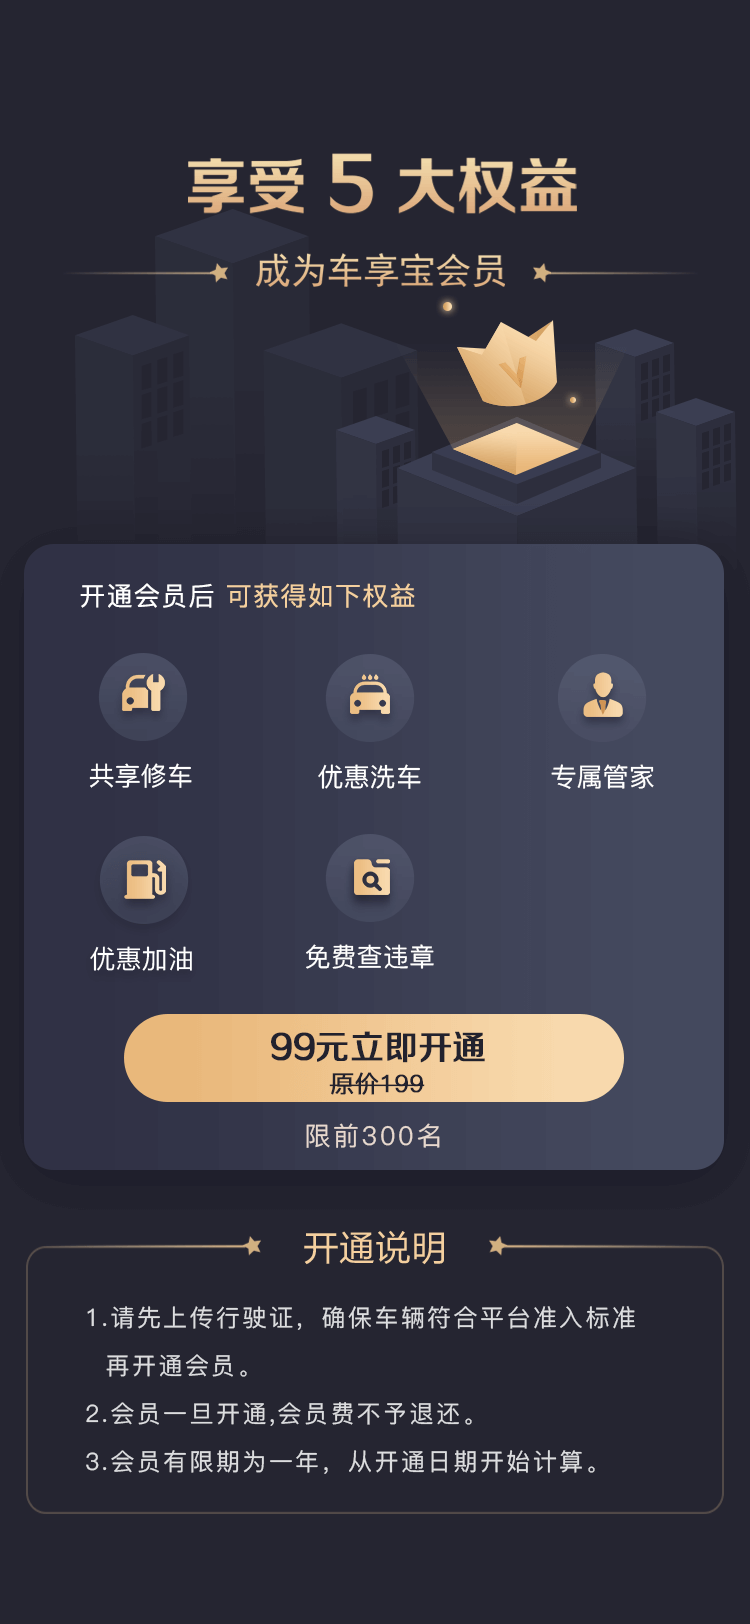 享受 5 大权益
成为车享宝会员
开通会员后 可获得如下权益
共享修车 优惠洗车 专属管家
优惠加油 免费查违章
99元立即开通
原价199
限前300名
开通说明
1.请先上传行驶证，确保车辆符合平台准入标准
再开通会员。
2.会员一旦开通,会员费不予退还。
3.会员有限期为一年，从开通日期开始计算。